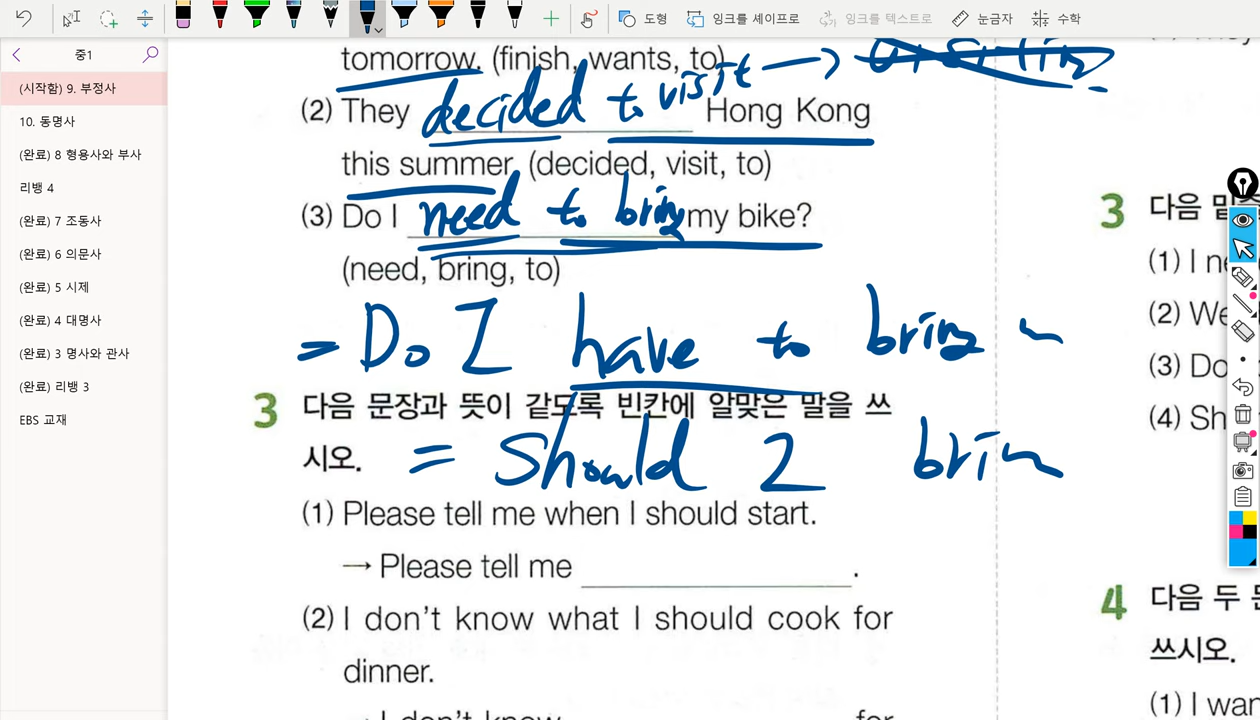 도형
잉크를 셰이프로
잉크를 텍스트로
눈금자
수학
중1
(시작함) 9. 부정사
10. 동명사
(완료) 8 형용사와 부사
리뱅 4
(완료) 7 조동사
(완료) 6 의문사
(완료) 5 시제
(완료) 4 대명사
(완료) 3 명사와 관사
(완료) 리뱅 3
EBS 교재
tomorrow. (finish, wants, to)
(2) They decided to visit Hong Kong
this summer. (decided, visit, to)
(3) Do I need to bring my bike?
(need, bring, to)
= Do I have to bring ~
3 다음 문장과 뜻이 같도록 빈칸에 알맞은 말을 쓰
시오.
= should I
(1) Please tell me when I should start.
→ Please tell me ____________.
(2) I don't know what I should cook for
dinner.
→ I don't know ____________ for
3 다음
(1) I
(2) We
(3) Do
(4) Sh
4 다음 두
쓰시오.
(1) I wan